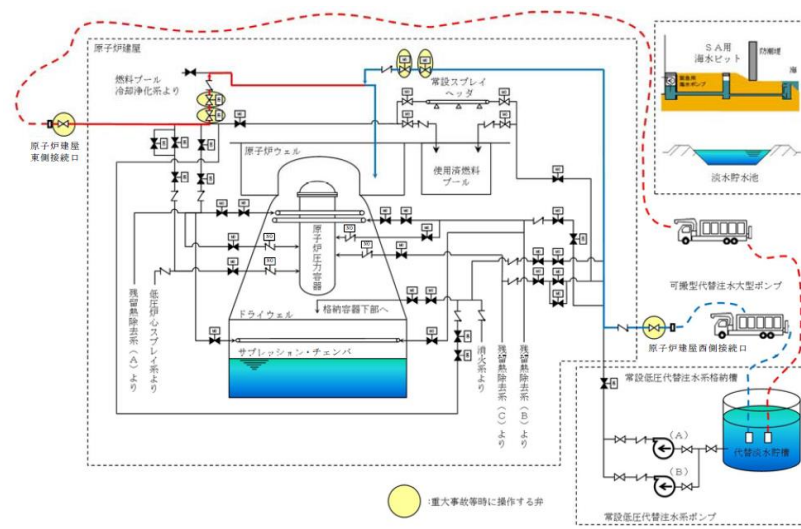 原子炉建屋
燃料プール
冷却浄化系より
原子炉建屋
東側接続口
常設スプレイ
ヘッダ
原子炉ウェル
使用済燃料
プール
原子炉圧力容器
格納容器下部へ
ドライウェル
サプレッション・チェンバ
残留熱除去系(A)より
低圧炉心スプレイ系より
消火系より
残留熱除去系(C)より
残留熱除去系(B)より
SA用
海水ピット
防潮堤
海
海水ポンプ
淡水貯水池
可搬型代替注水大型ポンプ
原子炉建屋西側接続口
常設低圧代替注水系格納槽
(A)
(B)
代替淡水貯槽
常設低圧代替注水系ポンプ
:重大事故等時に操作する弁